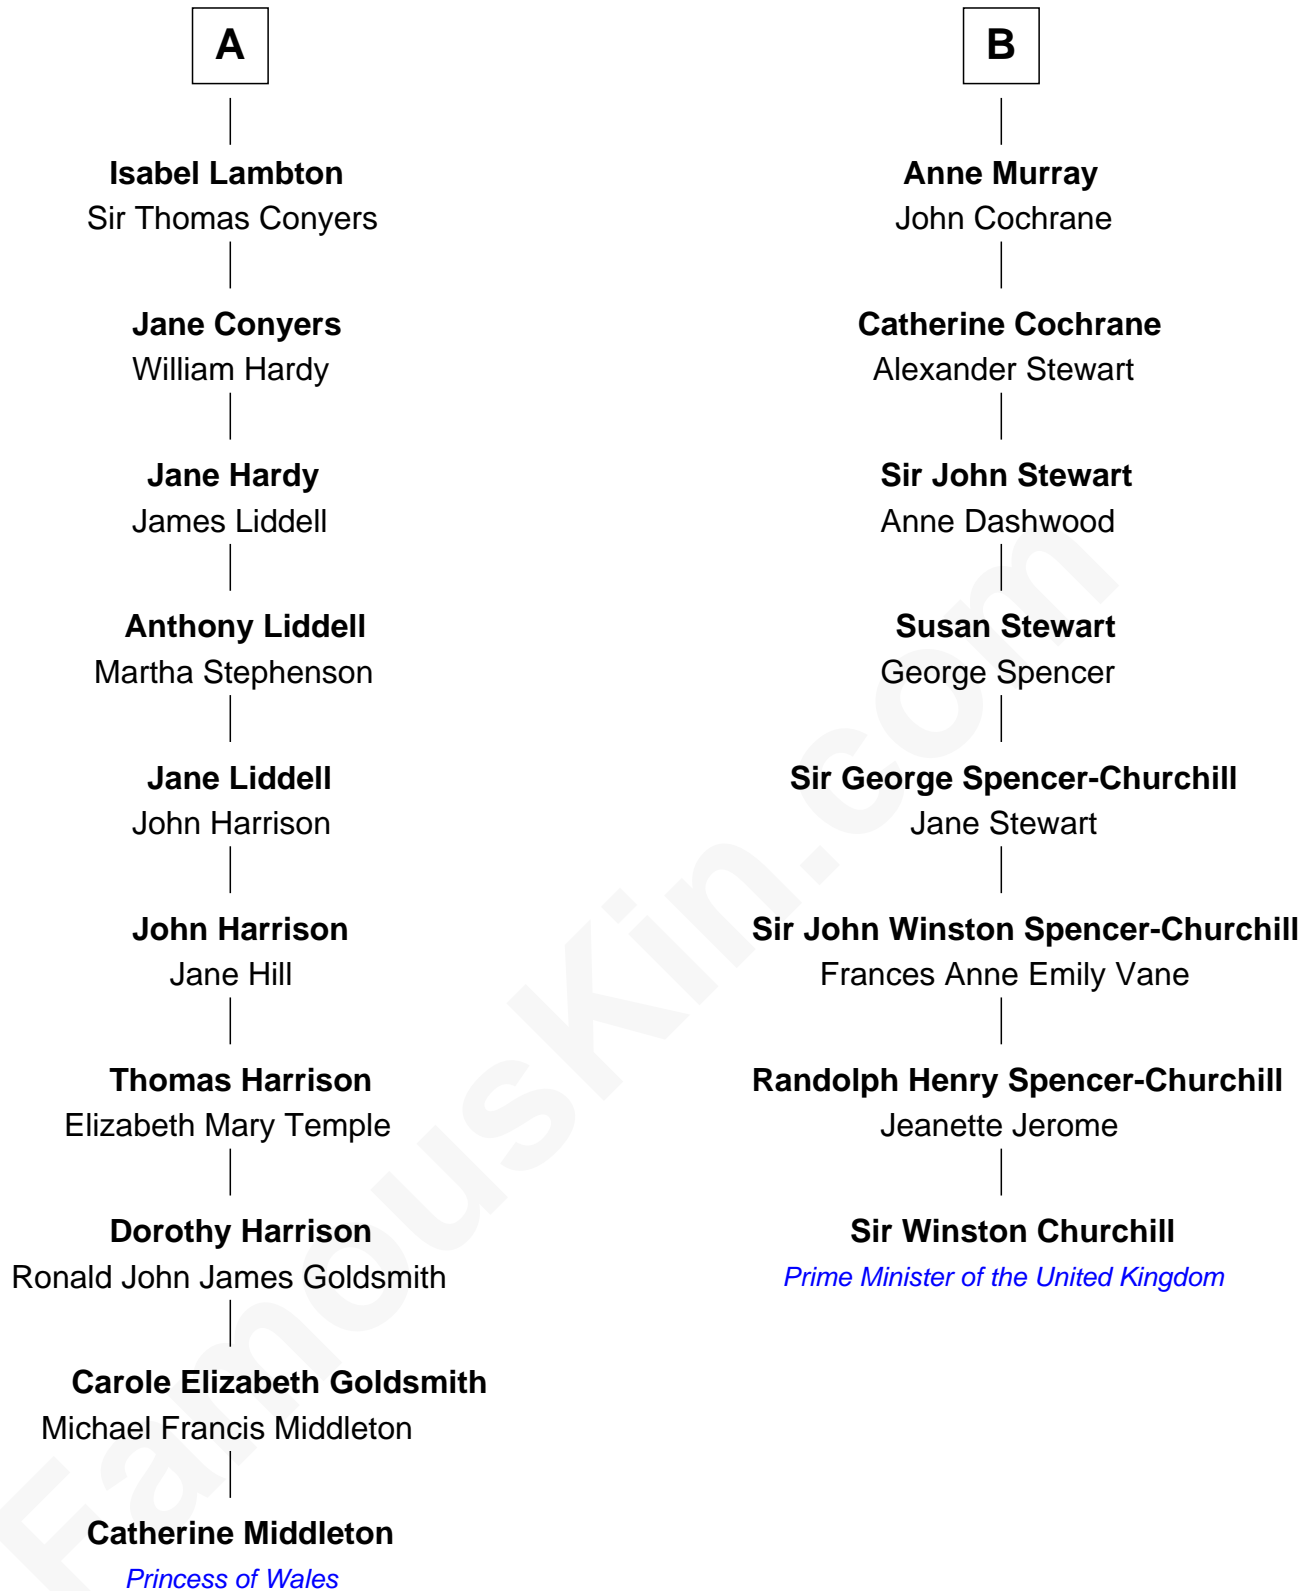 A
Isabel Lambton
Sir Thomas Conyers
Jane Conyers
William Hardy
Jane Hardy
James Liddell
Anthony Liddell
Martha Stephenson
Jane Liddell
John Harrison
John Harrison
Jane Hill
Thomas Harrison
Elizabeth Mary Temple
Dorothy Harrison
Ronald John James Goldsmith
Carole Elizabeth Goldsmith
Michael Francis Middleton
Catherine Middleton
Princess of Wales
B
Anne Murray
John Cochrane
Catherine Cochrane
Alexander Stewart
Sir John Stewart
Anne Dashwood
Susan Stewart
George Spencer
Sir George Spencer-Churchill
Jane Stewart
Sir John Winston Spencer-Churchill
Frances Anne Emily Vane
Randolph Henry Spencer-Churchill
Jeanette Jerome
Sir Winston Churchill
Prime Minister of the United Kingdom
FamousKin.com